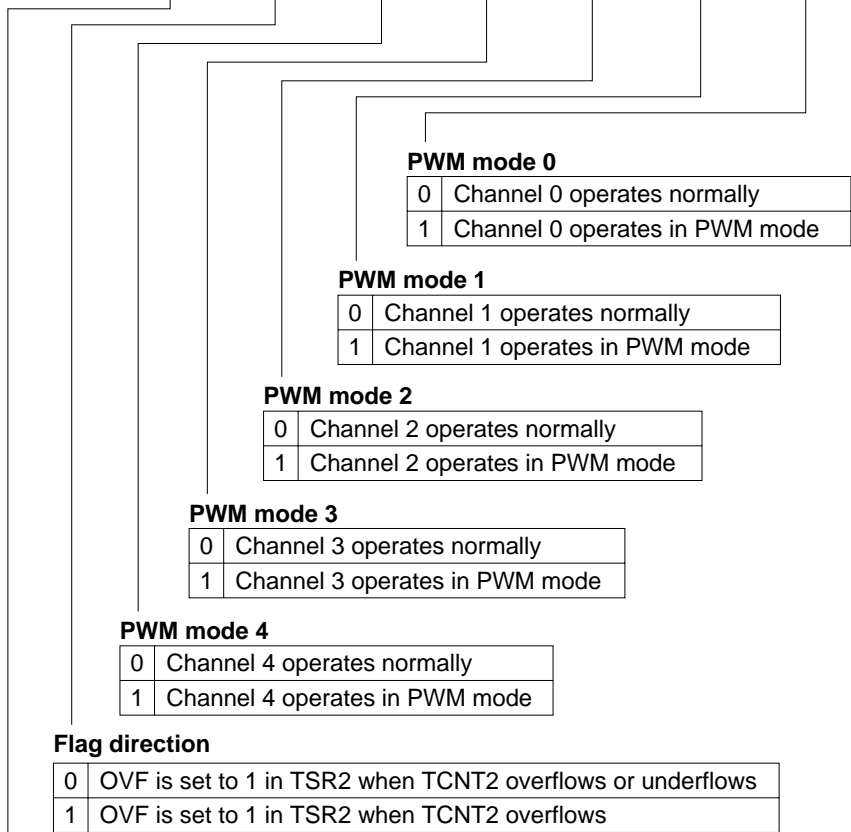 PWM mode 0
0 Channel 0 operates normally
1 Channel 0 operates in PWM mode
PWM mode 1
0 Channel 1 operates normally
1 Channel 1 operates in PWM mode
PWM mode 2
0 Channel 2 operates normally
1 Channel 2 operates in PWM mode
PWM mode 3
0 Channel 3 operates normally
1 Channel 3 operates in PWM mode
PWM mode 4
0 Channel 4 operates normally
1 Channel 4 operates in PWM mode
Flag direction
0 OVF is set to 1 in TSR2 when TCNT2 overflows or underflows
1 OVF is set to 1 in TSR2 when TCNT2 overflows